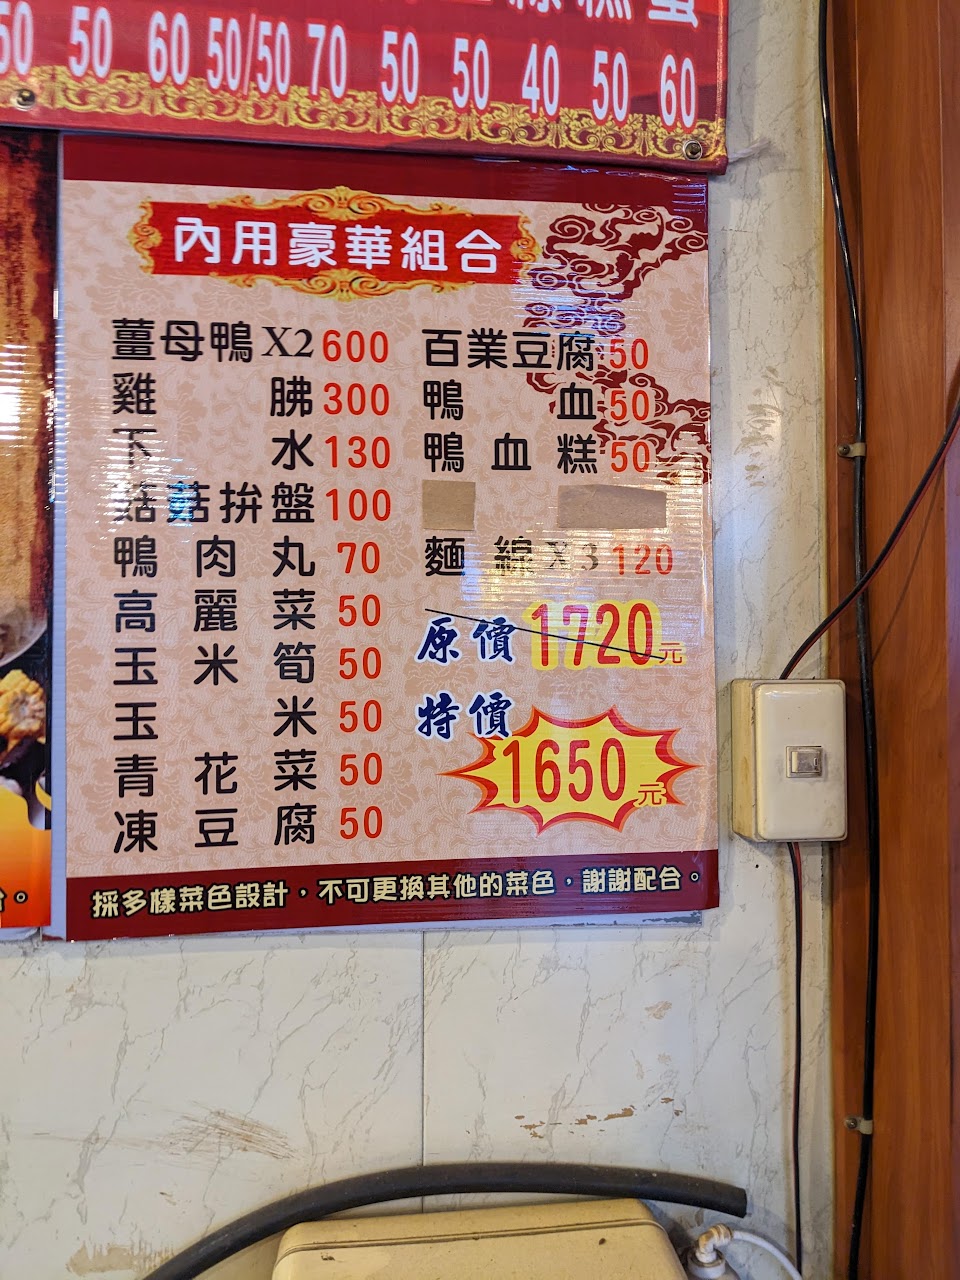 50 50 60 50/50 70 50 50 40 50 60
內用豪華組合
薑母鴨 X2 600
雞胇 300
下水 130
菇菇拚盤 100
鴨肉丸 70
高麗菜 50
玉米筍 50
玉米 50
青花菜 50
凍豆腐 50
百業豆腐 50
鴨血 50
鴨血糕 50
麵線 X3 120
原價 1720元
特價 1650元
採多樣菜色設計，不可更換其他的菜色，謝謝配合。